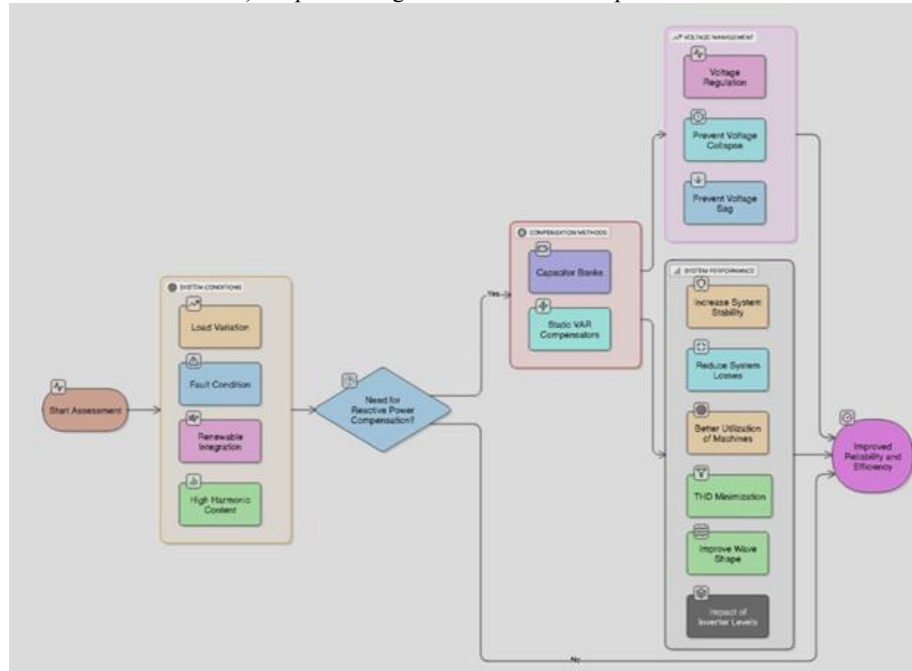 Start Assessment
SYSTEM CONDITIONS
Load Variation
Fault Condition
Renewable
Integration
High Harmonic
Content
Need for
Reactive Power
Compensation?
Yes
No
COMPENSATION METHODS
Capacitor Banks
Static VAR
Compensators
VOLTAGE MANAGEMENT
Voltage
Regulation
Prevent Voltage
Collapse
Prevent Voltage
Sag
SYSTEM PERFORMANCE
Increase System
Stability
Reduce System
Losses
Better Utilization
of Machines
THD Minimization
Improve Wave
Shape
Impact of
Inverter Levels
Improved
Reliability and
Efficiency